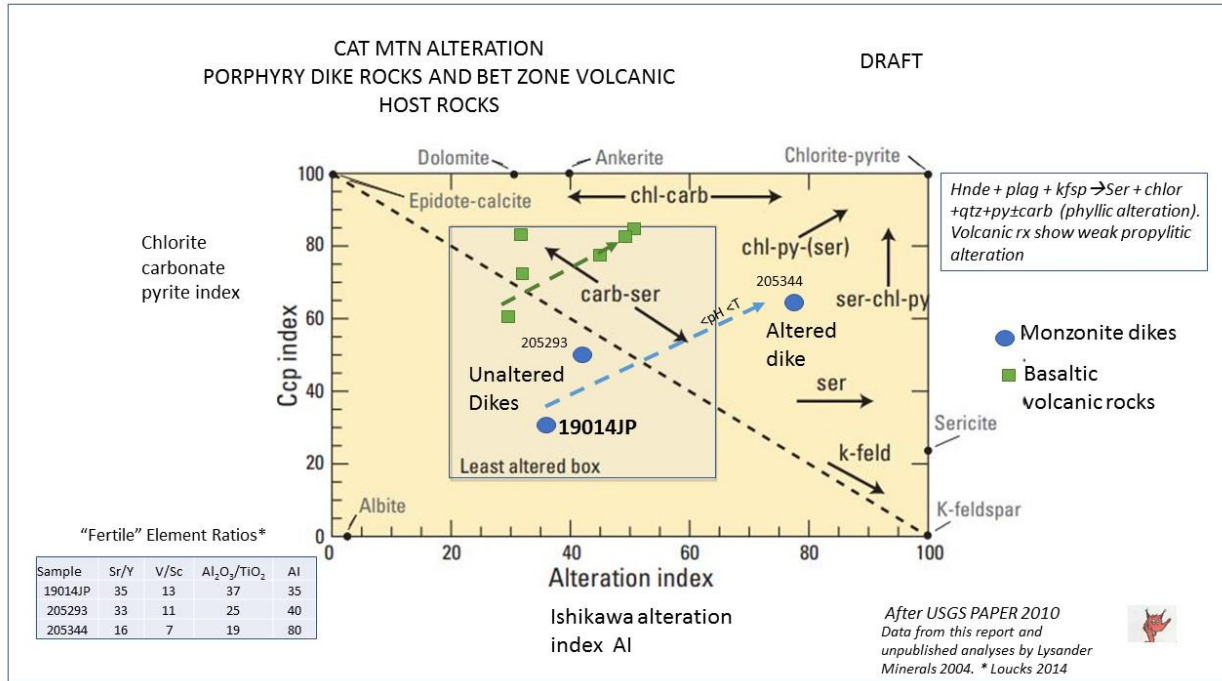 CAT MTN ALTERATION
PORPHYRY DIKE ROCKS AND BET ZONE VOLCANIC
HOST ROCKS
DRAFT
Dolomite
Ankerite
Chlorite-pyrite
100
Epidote-calcite
chl-carb
Hnde + plag + kfsp →Ser + chlor
+qtz+py±carb (phyllic alteration).
Volcanic rx show weak propylitic
alteration
Chlorite
carbonate
pyrite index
80
chl-py-(ser)
carb-ser
205344
ser-chl-py
60
<pH <T
205293
Altered
dike
Monzonite dikes
Ccp index
Unaltered
Dikes
Basaltic
volcanic rocks
40
ser
19014JP
k-feld
Sericite
20
Least altered box
Albite
K-feldspar
0
0
20
40
60
80
100
Alteration index
Ishikawa alteration
index AI
"Fertile" Element Ratios*
Sample Sr/Y V/Sc Al₂O₃/TiO₂ AI
19014JP 35 13 37 35
205293 33 11 25 40
205344 16 7 19 80
After USGS PAPER 2010
Data from this report and
unpublished analyses by Lysander
Minerals 2004. * Loucks 2014